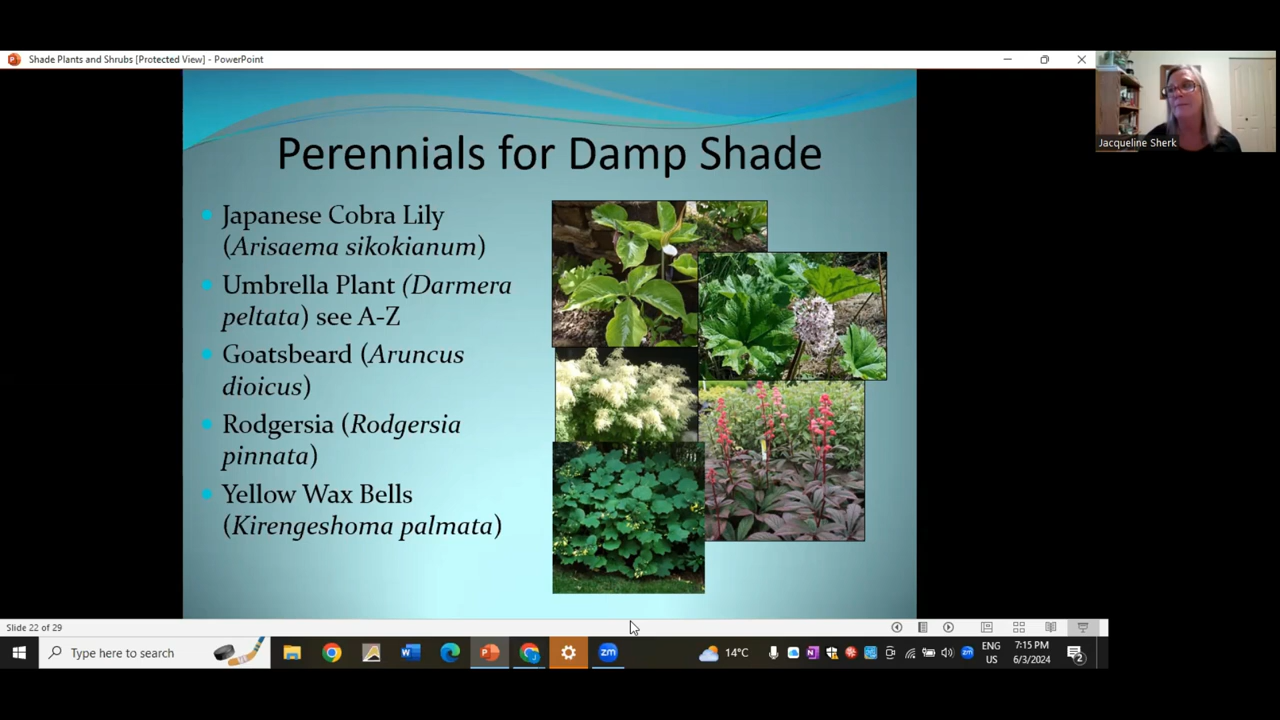 Shade Plants and Shrubs [Protected View] - PowerPoint
Jacqueline Sherk
Perennials for Damp Shade
Japanese Cobra Lily
(Arisaema sikokianum)
Umbrella Plant (Darmera
peltata) see A-Z
Goatsbeard (Aruncus
dioicus)
Rodgersia (Rodgersia
pinnata)
Yellow Wax Bells
(Kirengeshoma palmata)
Slide 22 of 29
Type here to search
14°C
ENG
US
7:15 PM
6/3/2024
2